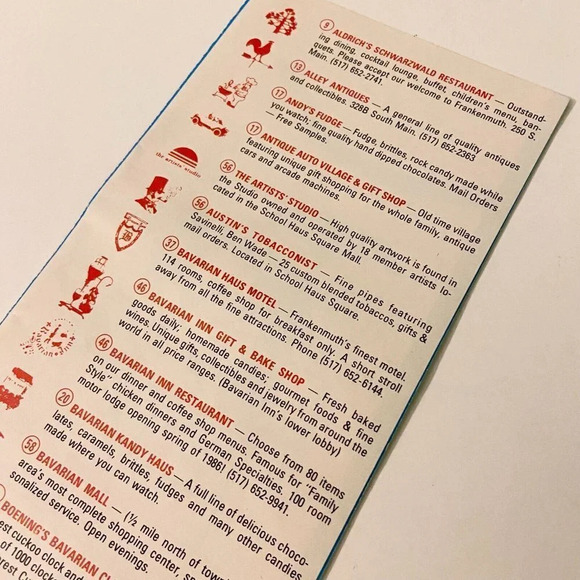 9 ALDRICH'S SCHWARZWALD RESTAURANT — Outstand-
ing dining, cocktail lounge, buffet, children's menu, ban-
quets. Please accept our welcome to Frankenmuth. 250 S.
Main. (517) 652-2741.
13 ALLEY ANTIQUES — A general line of quality antiques
and collectibles. 328B South Main. (517) 652-2363
17 ANDY'S FUDGE — Fudge, brittles, rock candy made while
you watch; fine quality hand dipped chocolates. Mail Orders
— Free Samples.
17 ANTIQUE AUTO VILLAGE & GIFT SHOP — Old time village
featuring unique gift shopping for the whole family, antique
cars and arcade machines.
the artists studio
56 THE ARTISTS' STUDIO — High quality artwork is found in
the Studio owned and operated by 18 member artists lo-
cated in the School Haus Square Mall.
56 AUSTIN'S TOBACCONIST — Fine pipes featuring
Savinelli, Ben Wade — 25 custom blended tobaccos, gifts &
mail orders. Located in School Haus Square.
37 BAVARIAN HAUS MOTEL — Frankenmuth's finest motel.
114 rooms, coffee shop for breakfast only. A short stroll
away from all the fine attractions. Phone (517) 652-6144.
46 BAVARIAN INN GIFT & BAKE SHOP — Fresh baked
goods daily; homemade candies, gourmet foods & fine
wines. Unique gifts, collectibles and jewelry from around the
world in all price ranges. (Bavarian Inn's lower lobby)
46 BAVARIAN INN RESTAURANT — Choose from 80 items
on our dinner and coffee shop menus. Famous for "Family
Style" chicken dinners and German Specialties. 100 room
motor lodge opening spring of 1986! (517) 652-9941.
20 BAVARIAN KANDY HAUS — A full line of delicious choco-
lates, caramels, brittles, fudges and many other candies
made where you can watch.
58 BAVARIAN MALL — (½ mile north of town)
area's most complete shopping center,
sonalized service. Open evenings.
BOENING'S BAVARIAN
cuckoo clock and
of 1000 clocks